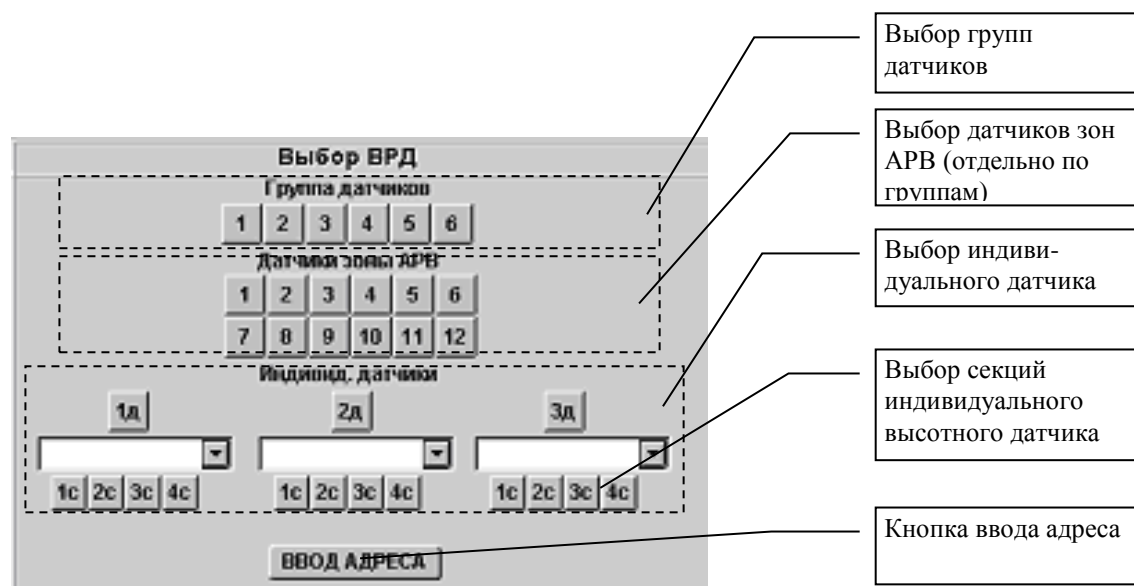 Выбор ВРД
Группа датчиков
1 2 3 4 5 6
Датчики зоны АРВ
1 2 3 4 5 6
7 8 9 10 11 12
Индивид. датчики
1д 2д 3д
1с 2с 3с 4с 1с 2с 3с 4с 1с 2с 3с 4с
ВВОД АДРЕСА
Выбор групп
датчиков
Выбор датчиков зон
АРВ (отдельно по
группам)
Выбор индиви-
дуального датчика
Выбор секций
индивидуального
высотного датчика
Кнопка ввода адреса